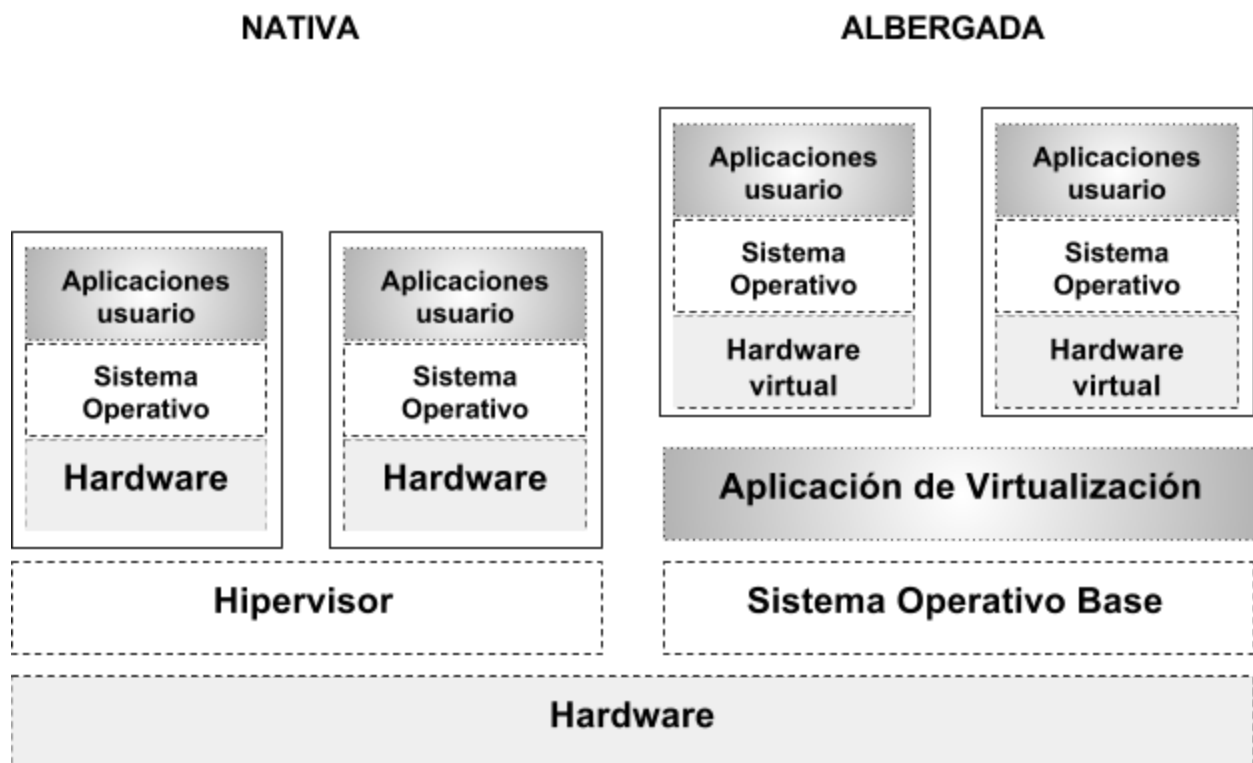 NATIVA
Aplicaciones
usuario
Sistema
Operativo
Hardware
Aplicaciones
usuario
Sistema
Operativo
Hardware
Hipervisor
ALBERGADA
Aplicaciones
usuario
Sistema
Operativo
Hardware
virtual
Aplicaciones
usuario
Sistema
Operativo
Hardware
virtual
Aplicación de Virtualización
Sistema Operativo Base
Hardware